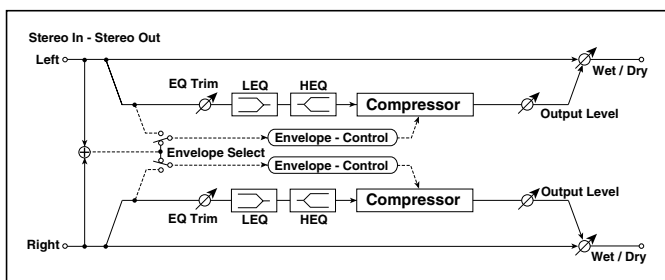 Stereo In - Stereo Out
Left
Wet / Dry
EQ Trim
LEQ
HEQ
Compressor
Output Level
Envelope - Control
Envelope Select
Envelope - Control
EQ Trim
LEQ
HEQ
Compressor
Output Level
Right
Wet / Dry